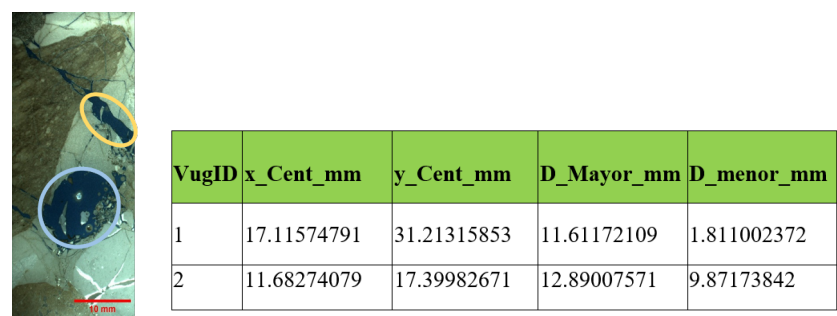 VugID x_Cent_mm y_Cent_mm D_Mayor_mm D_menor_mm
1 17.11574791 31.21315853 11.61172109 1.811002372
2 11.68274079 17.39982671 12.89007571 9.87173842
10 mm